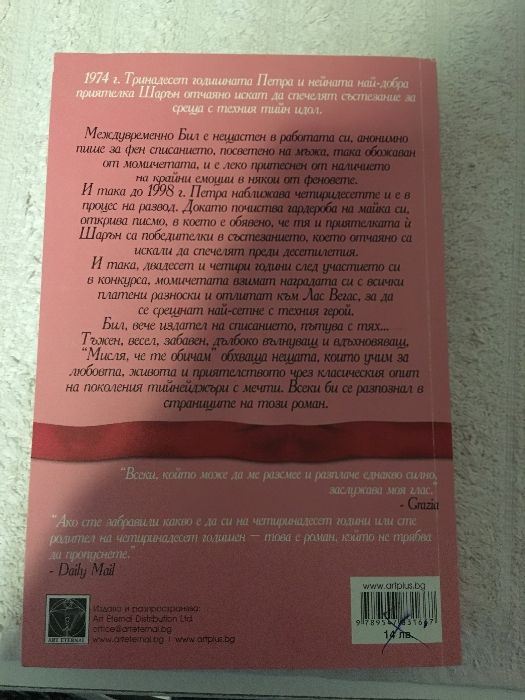 1974 г. Тринадесет годишната Петра и нейната най-добра
приятелка Шарън отчаяно искат да спечелят състезание за
среща с техния тийн идол.
Междувременно Бил е нещастен в работата си, анонимно
пише за фен списанието, посветено на мъжа, така обожаван
от момичетата, и е леко притеснен от наличието
на крайни емоции в някои от феновете.
И така до 1998 г. Петра наближава четиридесетте и е в
процес на развод. Докато почиства гардероба на майка си,
открива писмо, в което е обявено, че тя и приятелката ѝ
Шарън са победителки в състезанието, което отчаяно са
искали да спечелят преди десетилетия.
И така, двадесет и четири години след участието си
в конкурса, момичетата взимат наградата си с всички
платени разноски и отлитат към Лас Вегас, за да
се срещнат най-сетне с техния герой.
Бил, вече издател на списанието, пътува с тях...
Тъжен, весел, забавен, дълбоко вълнуващ и вдъхновяващ,
"Мисля, че те обичам" обхваща нещата, които учим за
любовта, живота и приятелството чрез класическия опит
на поколения тийнейджъри с мечти. Всеки би се разпознал в
страниците на този роман.
"Всеки, който може да ме разсмее и разплаче еднакво силно,
заслужава моя глас."
- Grazia
"Ако сте забравили какво е да си на четиринадесет години или сте
родител на четиринадесет годишен – това е роман, който не трябва
да пропуснете."
- Daily Mail
www.artplus.bg
Издава и разпространява:
Art Eternal Distribution Ltd.
office@arteternal.bg
www.arteternal.bg | www.artplus.bg
ART ETERNAL
14 лв.